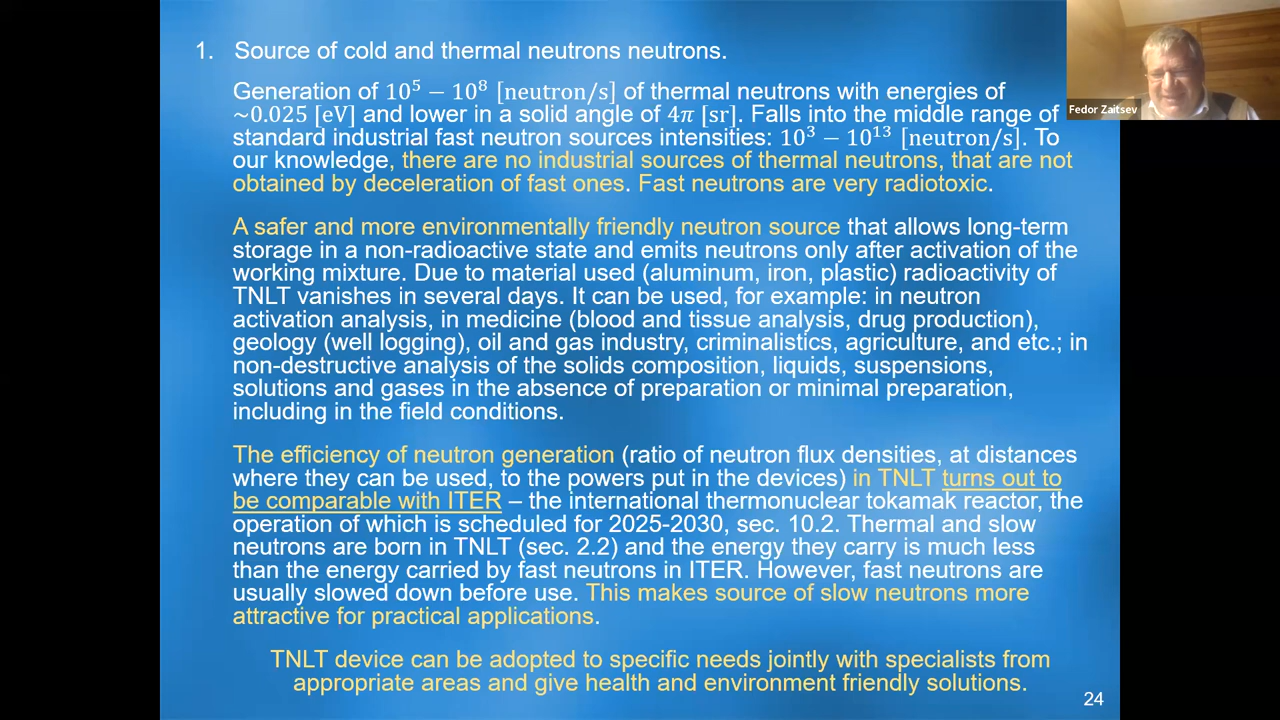 1. Source of cold and thermal neutrons neutrons.
Generation of 10⁵ − 10⁸ [neutron/s] of thermal neutrons with energies of
~0.025 [eV] and lower in a solid angle of 4π [sr]. Falls into the middle range of
standard industrial fast neutron sources intensities: 10³ − 10¹³ [neutron/s]. To
our knowledge, there are no industrial sources of thermal neutrons, that are not
obtained by deceleration of fast ones. Fast neutrons are very radiotoxic.
A safer and more environmentally friendly neutron source that allows long-term
storage in a non-radioactive state and emits neutrons only after activation of the
working mixture. Due to material used (aluminum, iron, plastic) radioactivity of
TNLT vanishes in several days. It can be used, for example: in neutron
activation analysis, in medicine (blood and tissue analysis, drug production),
geology (well logging), oil and gas industry, criminalistics, agriculture, and etc.; in
non-destructive analysis of the solids composition, liquids, suspensions,
solutions and gases in the absence of preparation or minimal preparation,
including in the field conditions.
The efficiency of neutron generation (ratio of neutron flux densities, at distances
where they can be used, to the powers put in the devices) in TNLT turns out to
be comparable with ITER – the international thermonuclear tokamak reactor, the
operation of which is scheduled for 2025-2030, sec. 10.2. Thermal and slow
neutrons are born in TNLT (sec. 2.2) and the energy they carry is much less
than the energy carried by fast neutrons in ITER. However, fast neutrons are
usually slowed down before use. This makes source of slow neutrons more
attractive for practical applications.
TNLT device can be adopted to specific needs jointly with specialists from
appropriate areas and give health and environment friendly solutions.
24
Fedor Zaitsev